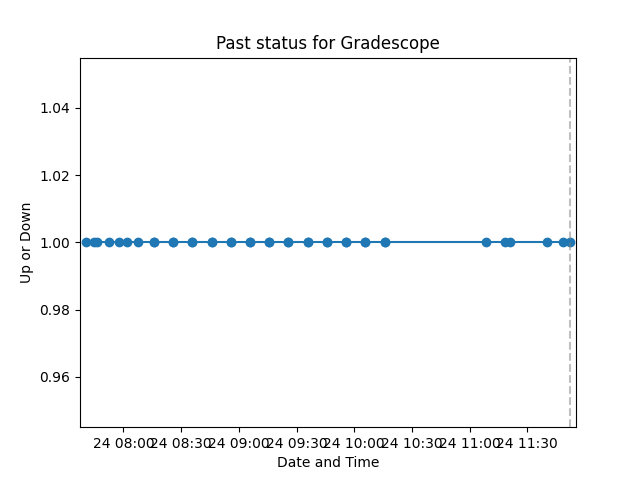 Past status for Gradescope
1.04
1.02
1.00
0.98
0.96
Up or Down
24 08:00 24 08:30 24 09:00 24 09:30 24 10:00 24 10:30 24 11:00 24 11:30
Date and Time